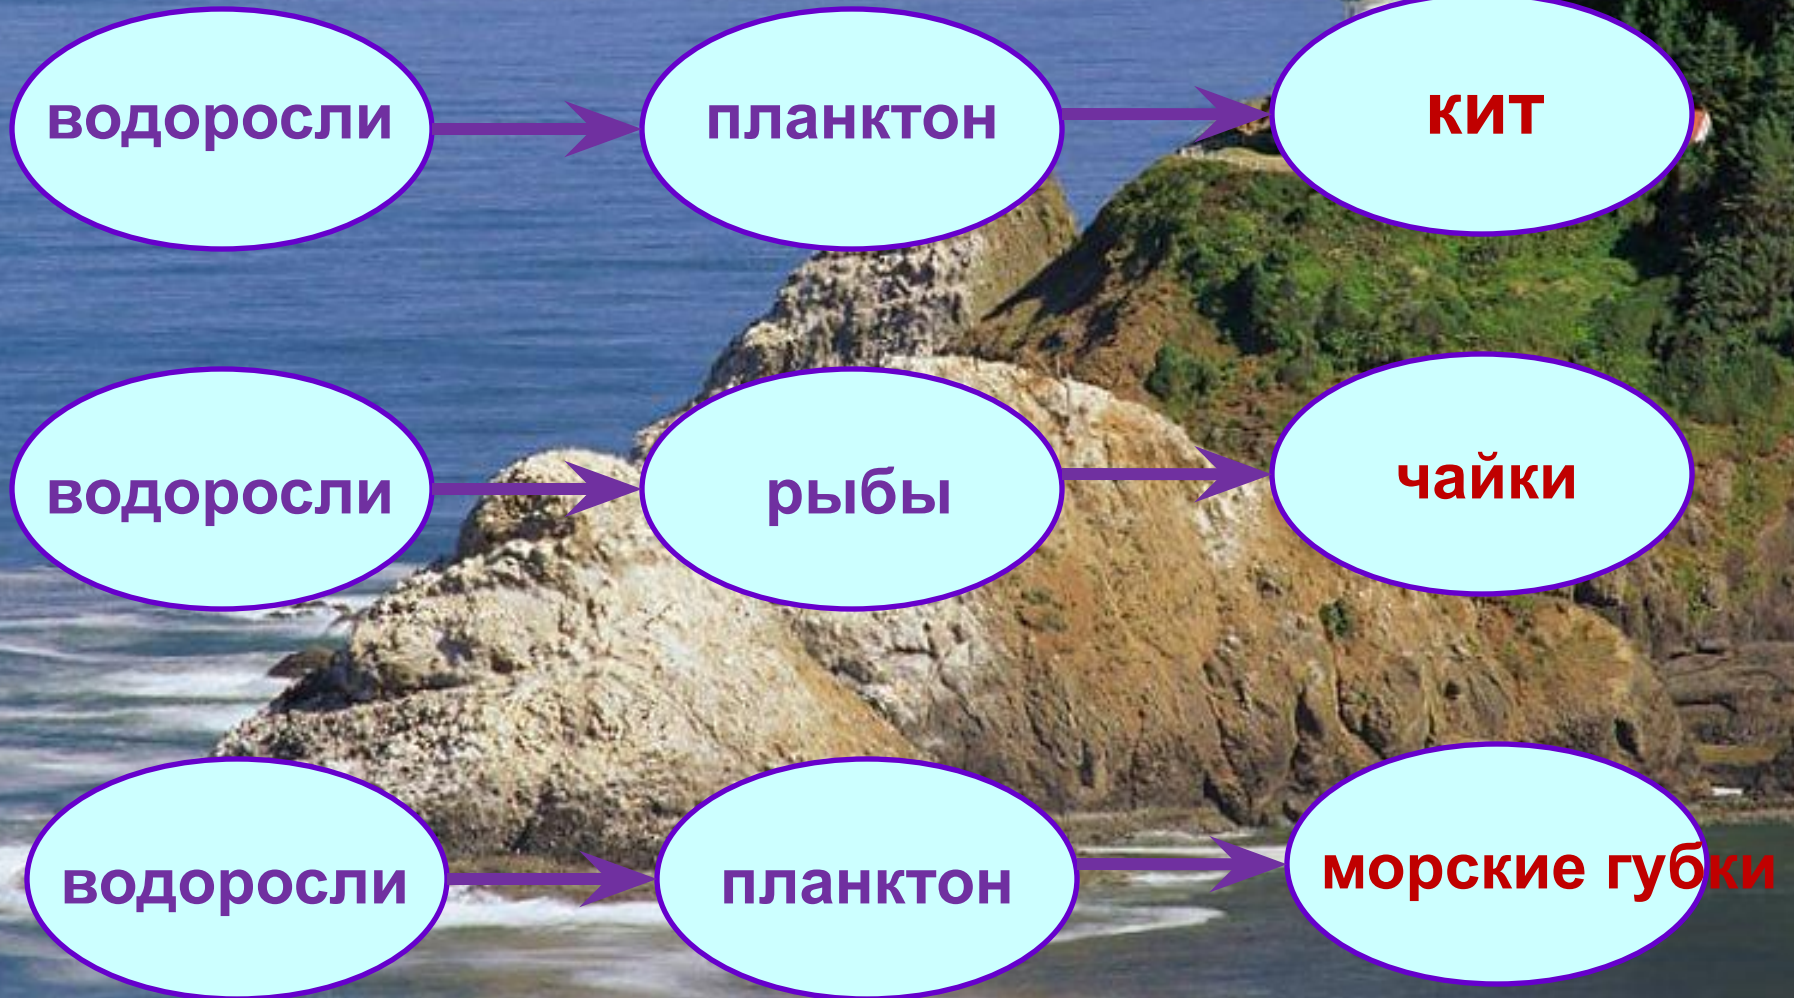 водоросли планктон кит
водоросли рыбы чайки
водоросли планктон морские губки